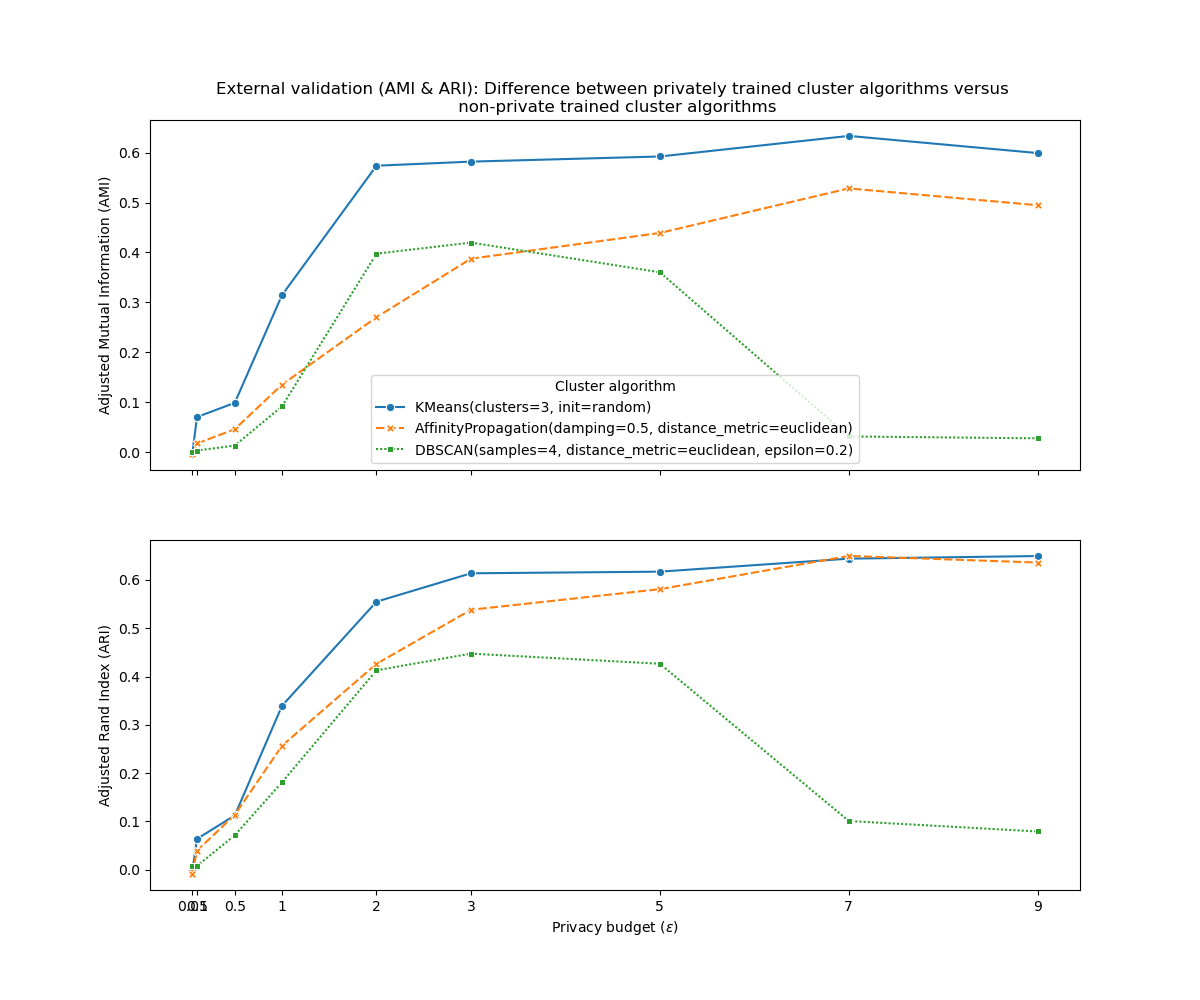 External validation (AMI & ARI): Difference between privately trained cluster algorithms versus
non-private trained cluster algorithms
Adjusted Mutual Information (AMI)
0.6
0.5
0.4
0.3
0.2
0.1
0.0
Cluster algorithm
KMeans(clusters=3, init=random)
AffinityPropagation(damping=0.5, distance_metric=euclidean)
DBSCAN(samples=4, distance_metric=euclidean, epsilon=0.2)
Adjusted Rand Index (ARI)
0.6
0.5
0.4
0.3
0.2
0.1
0.0
0.5 1 2 3 5 7 9
Privacy budget (ε)